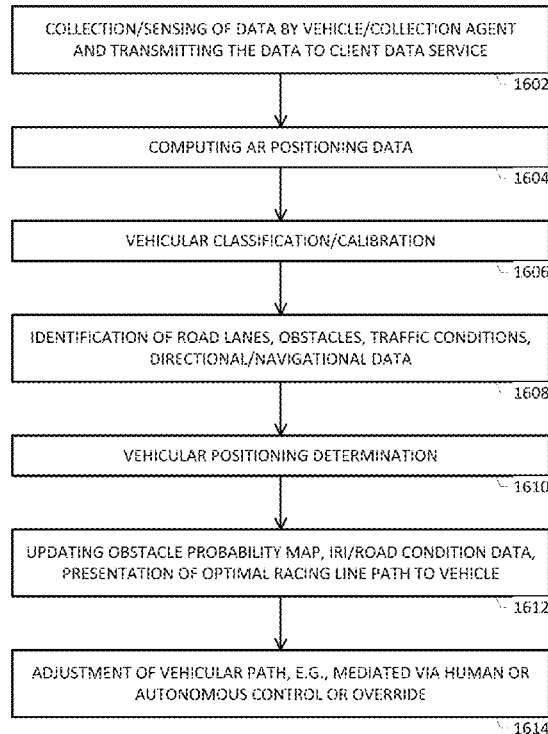 COLLECTION/SENSING OF DATA BY VEHICLE/COLLECTION AGENT
AND TRANSMITTING THE DATA TO CLIENT DATA SERVICE
1602
COMPUTING AR POSITIONING DATA
1604
VEHICULAR CLASSIFICATION/CALIBRATION
1606
IDENTIFICATION OF ROAD LANES, OBSTACLES, TRAFFIC CONDITIONS,
DIRECTIONAL/NAVIGATIONAL DATA
1608
VEHICULAR POSITIONING DETERMINATION
1610
UPDATING OBSTACLE PROBABILITY MAP, IRI/ROAD CONDITION DATA,
PRESENTATION OF OPTIMAL RACING LINE PATH TO VEHICLE
1612
ADJUSTMENT OF VEHICULAR PATH, E.G., MEDIATED VIA HUMAN OR
AUTONOMOUS CONTROL OR OVERRIDE
1614